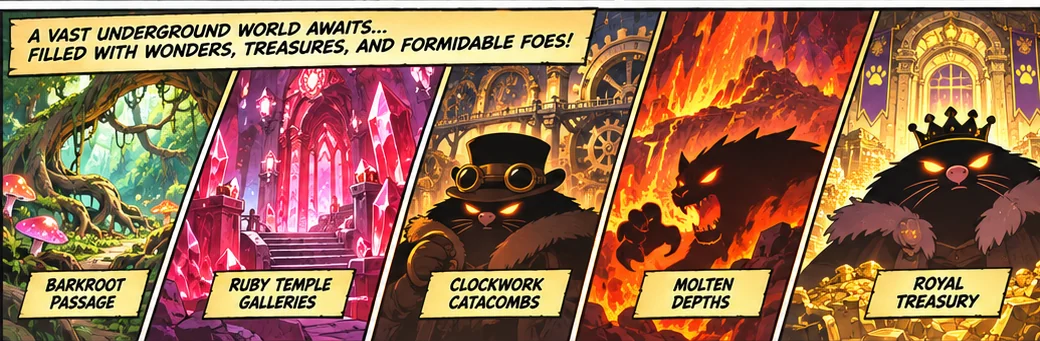 A VAST UNDERGROUND WORLD AWAITS...
FILLED WITH WONDERS, TREASURES, AND FORMIDABLE FOES!
BARKROOT
PASSAGE
RUBY TEMPLE
GALLERIES
CLOCKWORK
CATACOMBS
MOLTEN
DEPTHS
ROYAL
TREASURY